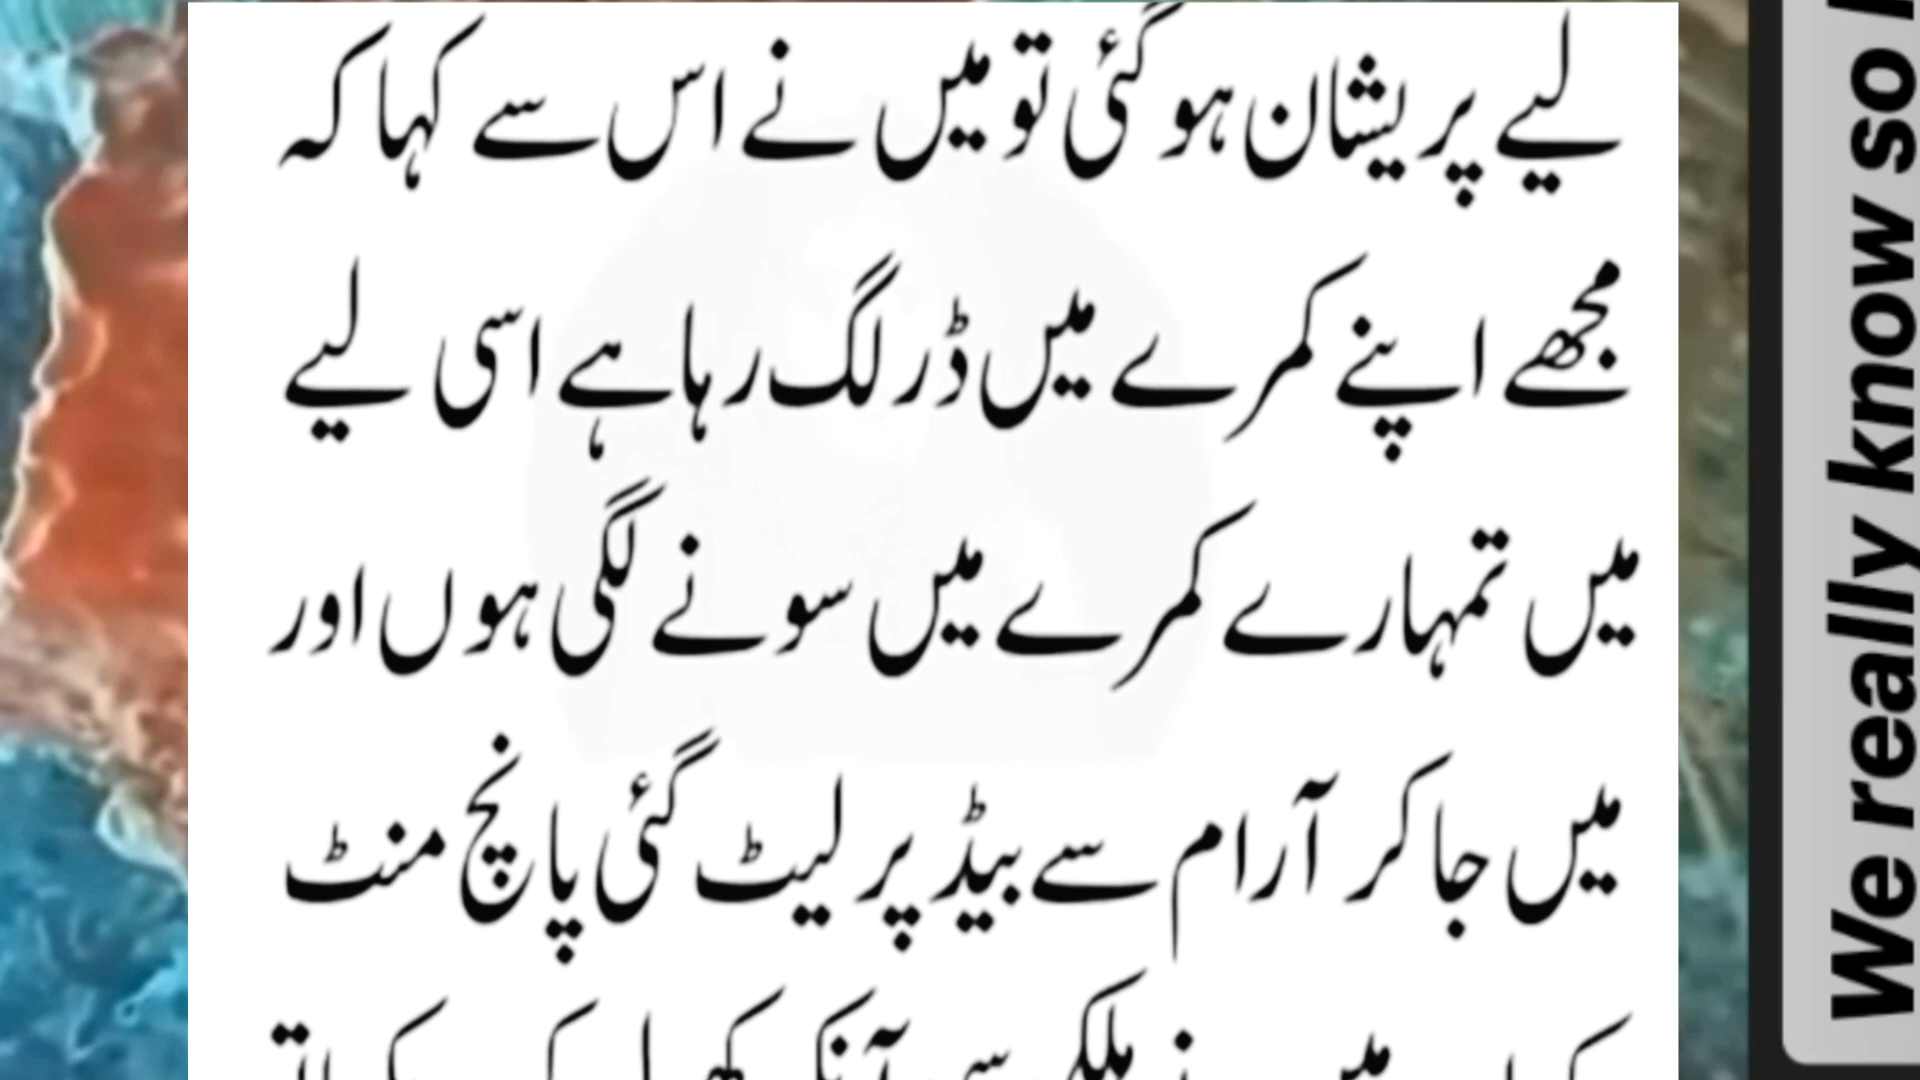 لیے پریشان ہو گئی تو میں نے اس سے کہا کہ
مجھے اپنے کمرے میں ڈر لگ رہا ہے اسی لیے
میں تمہارے کمرے میں سونے لگی ہوں اور
میں جا کر آرام سے بیڈ پر لیٹ گئی پانچ منٹ
We really know so